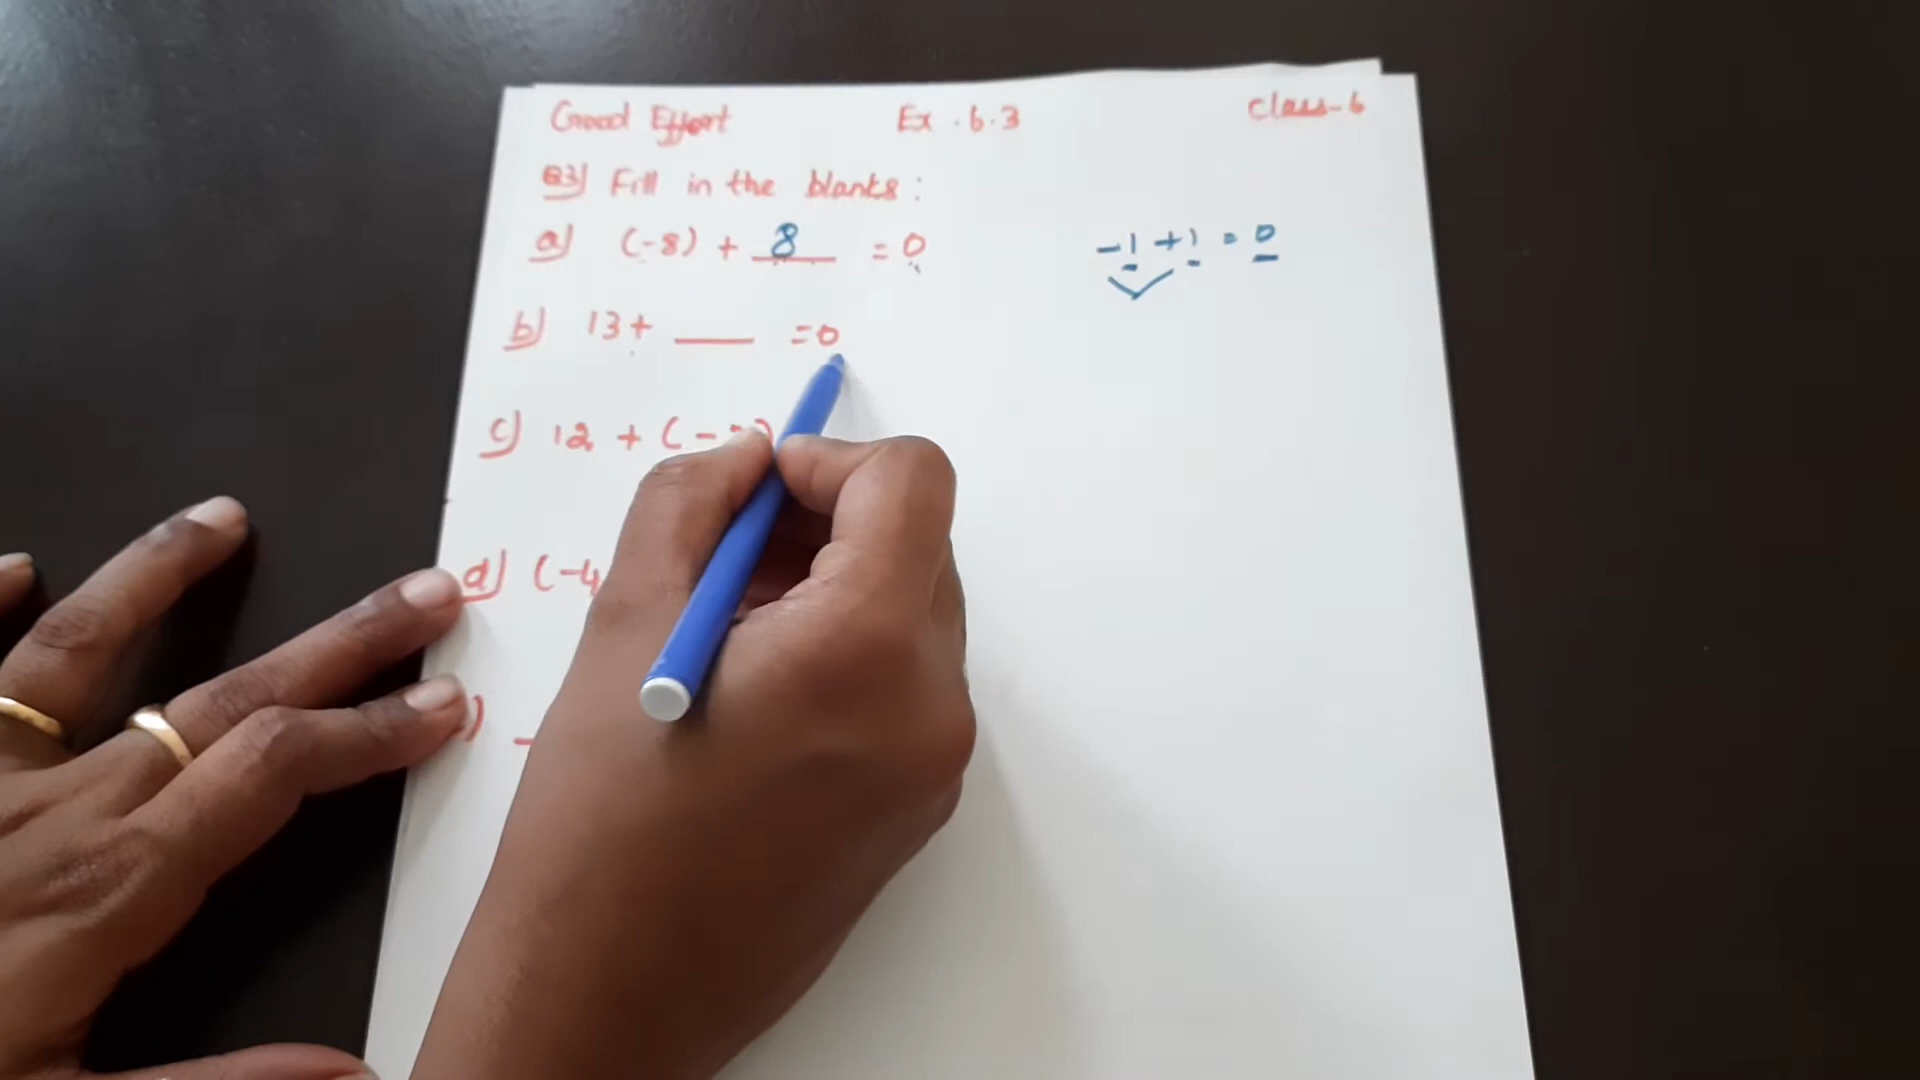 Good Effort Ex. 6.3 Class-6
Q3) Fill in the blanks:
a) (-8) + 8 = 0 -1 +1 = 0
b) 13+ ___ =0
c) 12 + (-
d) (-4